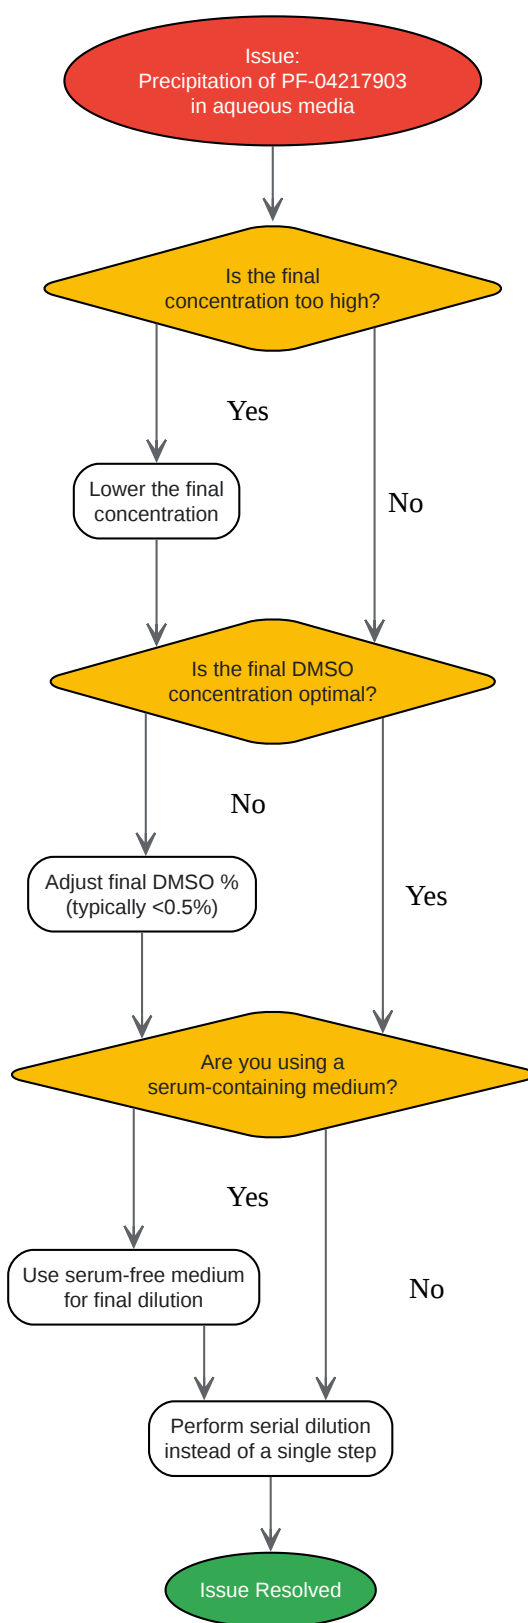 Issue:
Precipitation of PF-04217903
in aqueous media
Is the final
concentration too high?
Yes
Lower the final
concentration
No
Is the final DMSO
concentration optimal?
No
Adjust final DMSO %
(typically <0.5%)
Yes
Are you using a
serum-containing medium?
Yes
Use serum-free medium
for final dilution
No
Perform serial dilution
instead of a single step
Issue Resolved